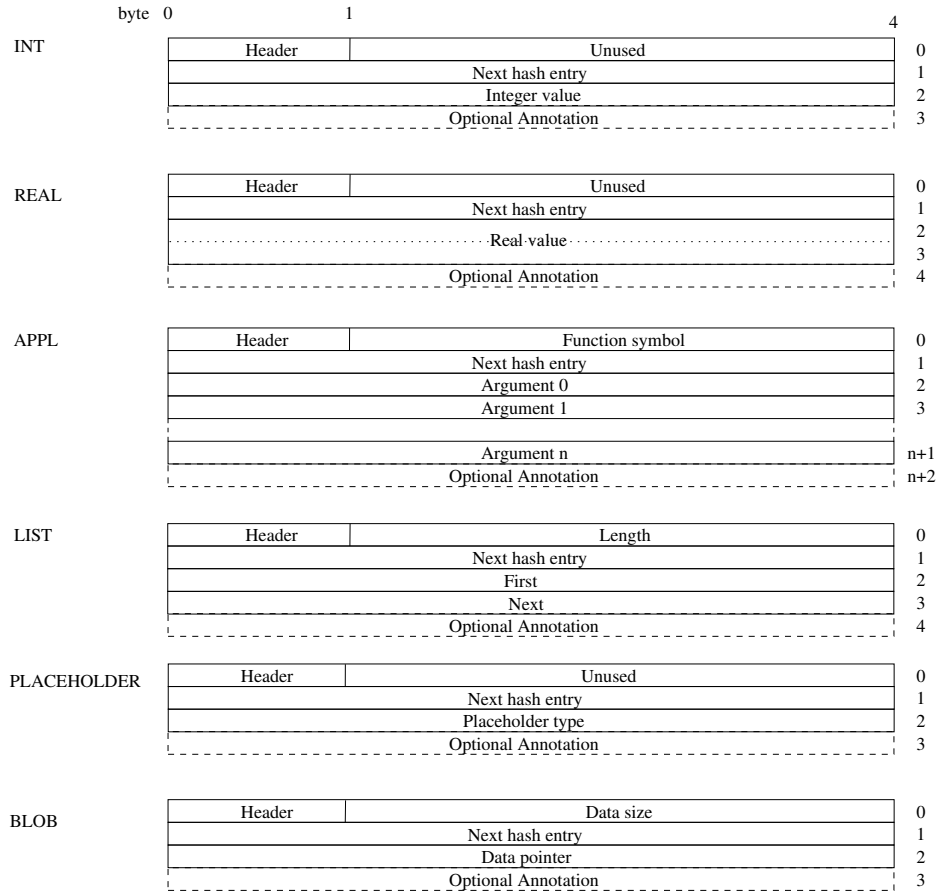 byte 0 1 4
INT Header Unused 0
Next hash entry 1
Integer value 2
Optional Annotation 3
REAL Header Unused 0
Next hash entry 1
2
Real value
3
Optional Annotation 4
APPL Header Function symbol 0
Next hash entry 1
Argument 0 2
Argument 1 3
Argument n n+1
Optional Annotation n+2
LIST Header Length 0
Next hash entry 1
First 2
Next 3
Optional Annotation 4
PLACEHOLDER Header Unused 0
Next hash entry 1
Placeholder type 2
Optional Annotation 3
BLOB Header Data size 0
Next hash entry 1
Data pointer 2
Optional Annotation 3